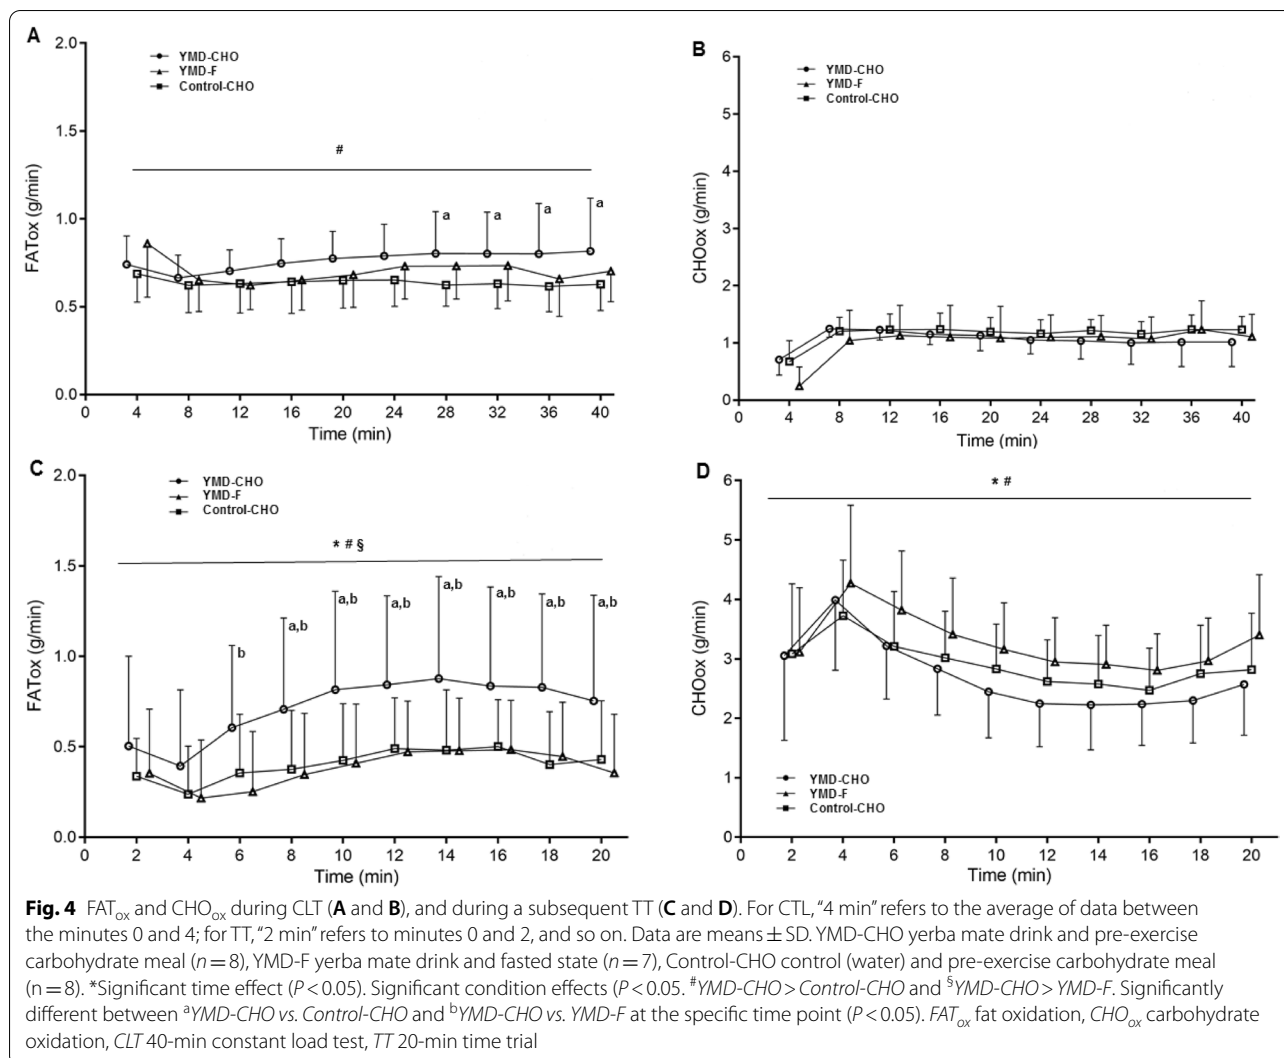 A
YMD-CHO
YMD-F
Control-CHO
#
a a a a
FATox (g/min)
2.0
1.5
1.0
0.5
0.0
0 4 8 12 16 20 24 28 32 36 40
Time (min)
B
YMD-CHO
YMD-F
Control-CHO
CHOox (g/min)
6
5
4
3
2
1
0
0 4 8 12 16 20 24 28 32 36 40
Time (min)
C
YMD-CHO
YMD-F
Control-CHO
* # §
b a,b a,b a,b a,b a,b a,b a,b
FATox (g/min)
2.0
1.5
1.0
0.5
0.0
0 2 4 6 8 10 12 14 16 18 20
Time (min)
D
* #
CHOox (g/min)
6
5
4
3
2
1
0
YMD-CHO
YMD-F
Control-CHO
0 2 4 6 8 10 12 14 16 18 20
Time (min)
Fig. 4 FATox and CHOox during CLT (A and B), and during a subsequent TT (C and D). For CTL, “4 min” refers to the average of data between
the minutes 0 and 4; for TT, “2 min” refers to minutes 0 and 2, and so on. Data are means ± SD. YMD-CHO yerba mate drink and pre-exercise
carbohydrate meal (n = 8), YMD-F yerba mate drink and fasted state (n = 7), Control-CHO control (water) and pre-exercise carbohydrate meal
(n = 8). *Significant time effect (P < 0.05). Significant condition effects (P < 0.05. #YMD-CHO > Control-CHO and §YMD-CHO > YMD-F. Significantly
different between aYMD-CHO vs. Control-CHO and bYMD-CHO vs. YMD-F at the specific time point (P < 0.05). FATox fat oxidation, CHOox carbohydrate
oxidation, CLT 40-min constant load test, TT 20-min time trial